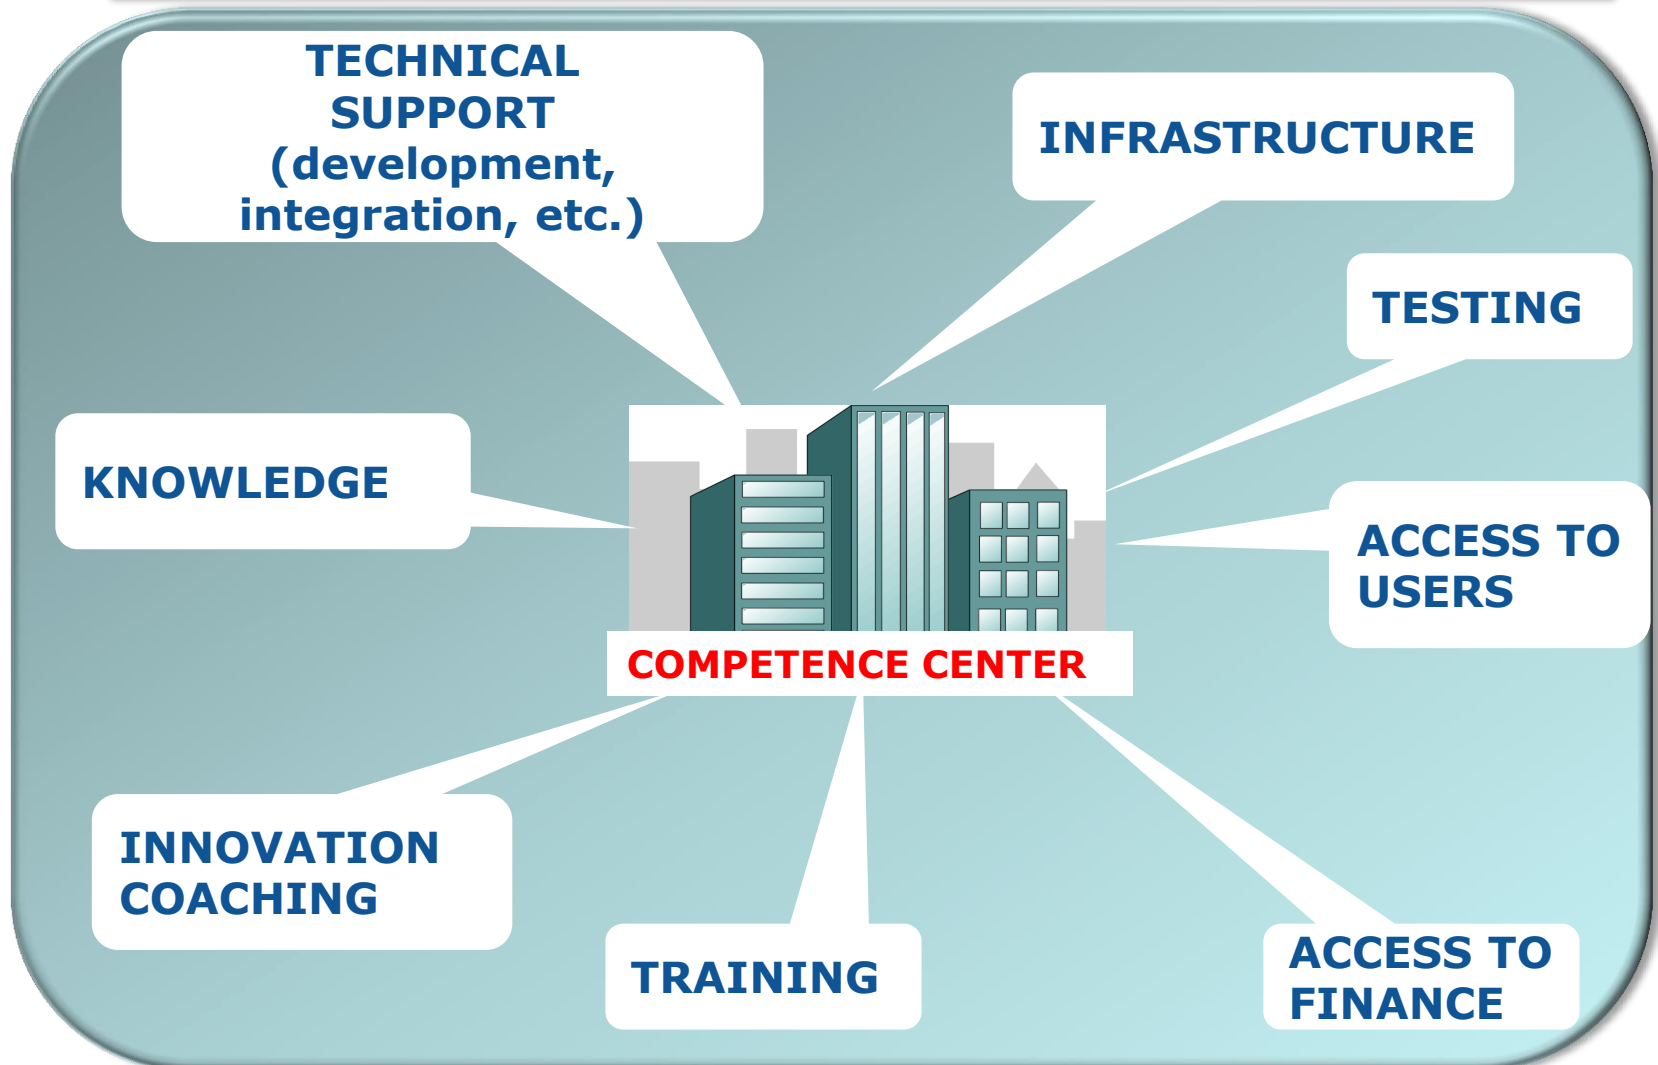 TECHNICAL
SUPPORT
(development,
integration, etc.)
INFRASTRUCTURE
TESTING
KNOWLEDGE
ACCESS TO
USERS
COMPETENCE CENTER
INNOVATION
COACHING
TRAINING
ACCESS TO
FINANCE